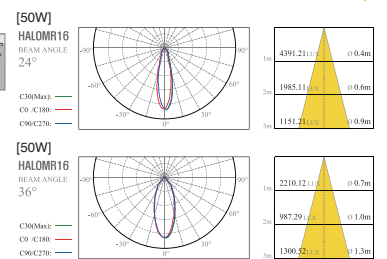 [50W]
HALOMR16
BEAM ANGLE
24°
C30(Max):
C0 /C180:
C90/C270:
-90° 90°
-60° 60°
-30° 0° 30°
4391.21LUX Ø 0.4m
1m
1985.11LUX Ø 0.6m
2m
1151.21LUX Ø 0.9m
3m
[50W]
HALOMR16
BEAM ANGLE
36°
C30(Max):
C0 /C180:
C90/C270:
-90° 90°
-60° 60°
-30° 0° 30°
2210.12LUX Ø 0.7m
1m
987.29 LUX Ø 1.0m
2m
1300.52LUX Ø 1.3m
3m